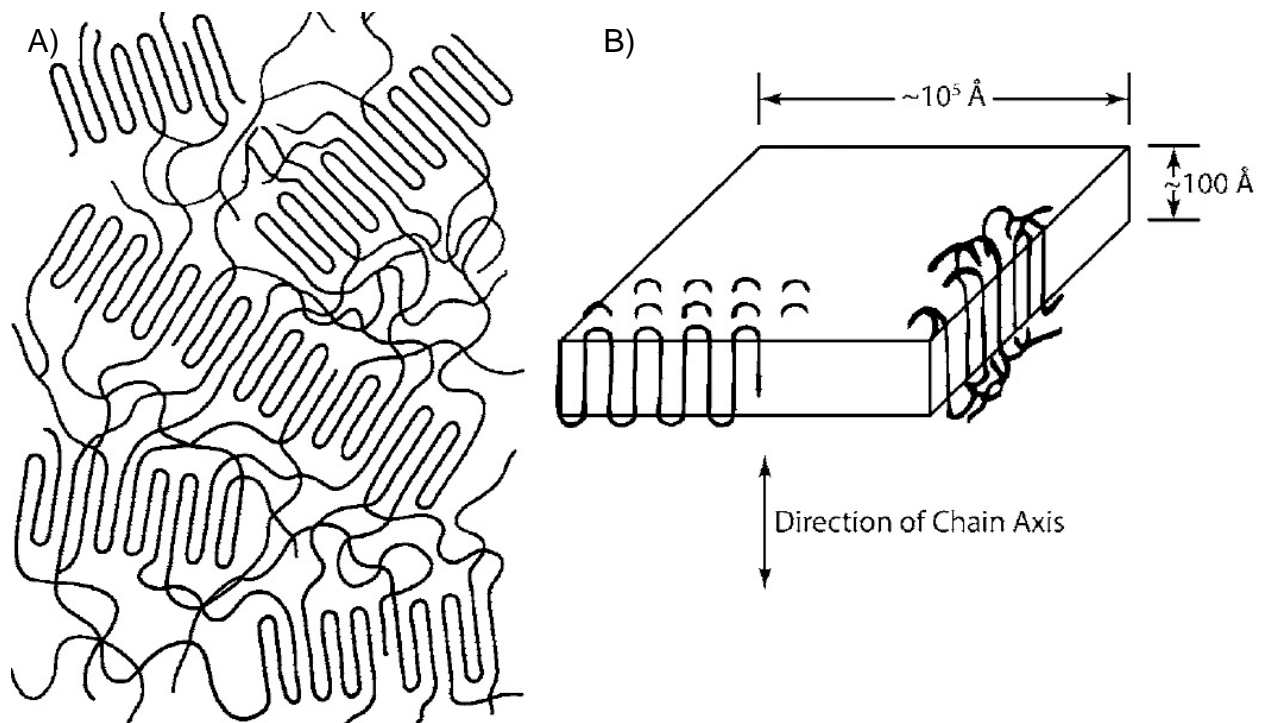 A)
B)
~10⁵ Å
~100 Å
Direction of Chain Axis